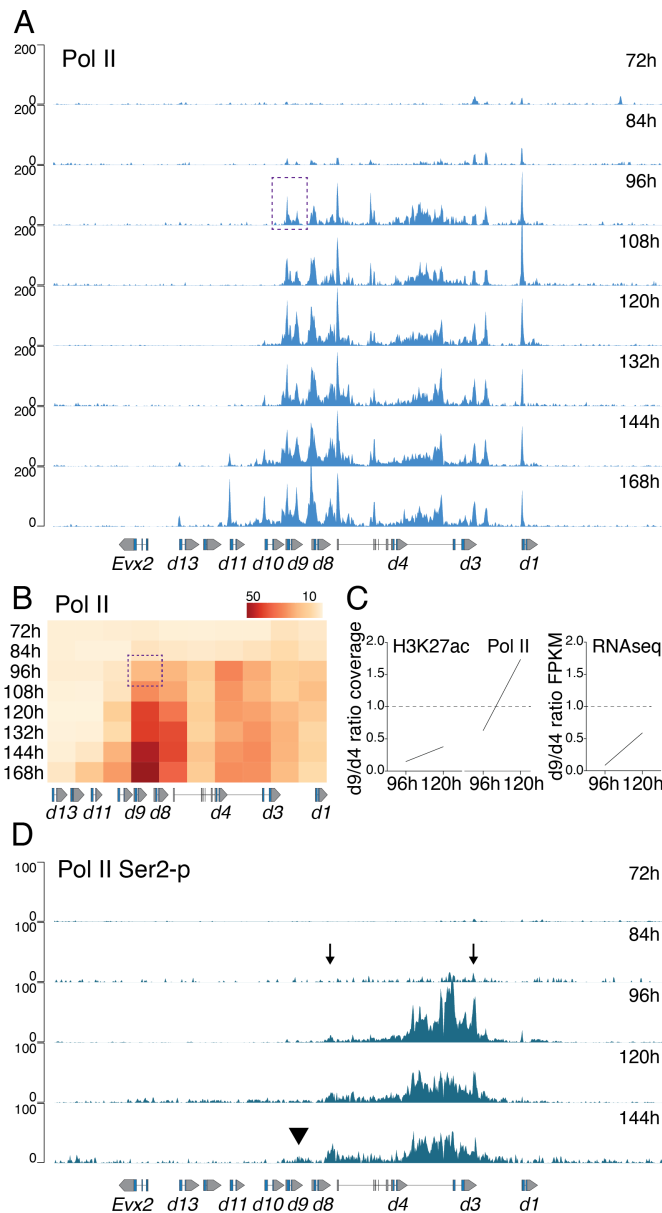 A
Pol II
200
72h
0
200
84h
0
200
96h
0
200
108h
0
200
120h
0
200
132h
0
200
144h
0
200
168h
0
Evx2 d13 d11 d10 d9 d8 d4 d3 d1
B
Pol II
50 10
72h
84h
96h
108h
120h
132h
144h
168h
d13 d11 d9 d8 d4 d3 d1
C
d9/d4 ratio coverage
2.0
1.5
1.0
0.5
0.0
H3K27ac Pol II
96h 120h 96h 120h
d9/d4 ratio FPKM
2.0
1.5
1.0
0.5
0.0
RNAseq
96h 120h
D
Pol II Ser2-p
100
72h
0
100
84h
0
100
96h
0
100
120h
0
100
144h
0
Evx2 d13 d11 d10 d9 d8 d4 d3 d1